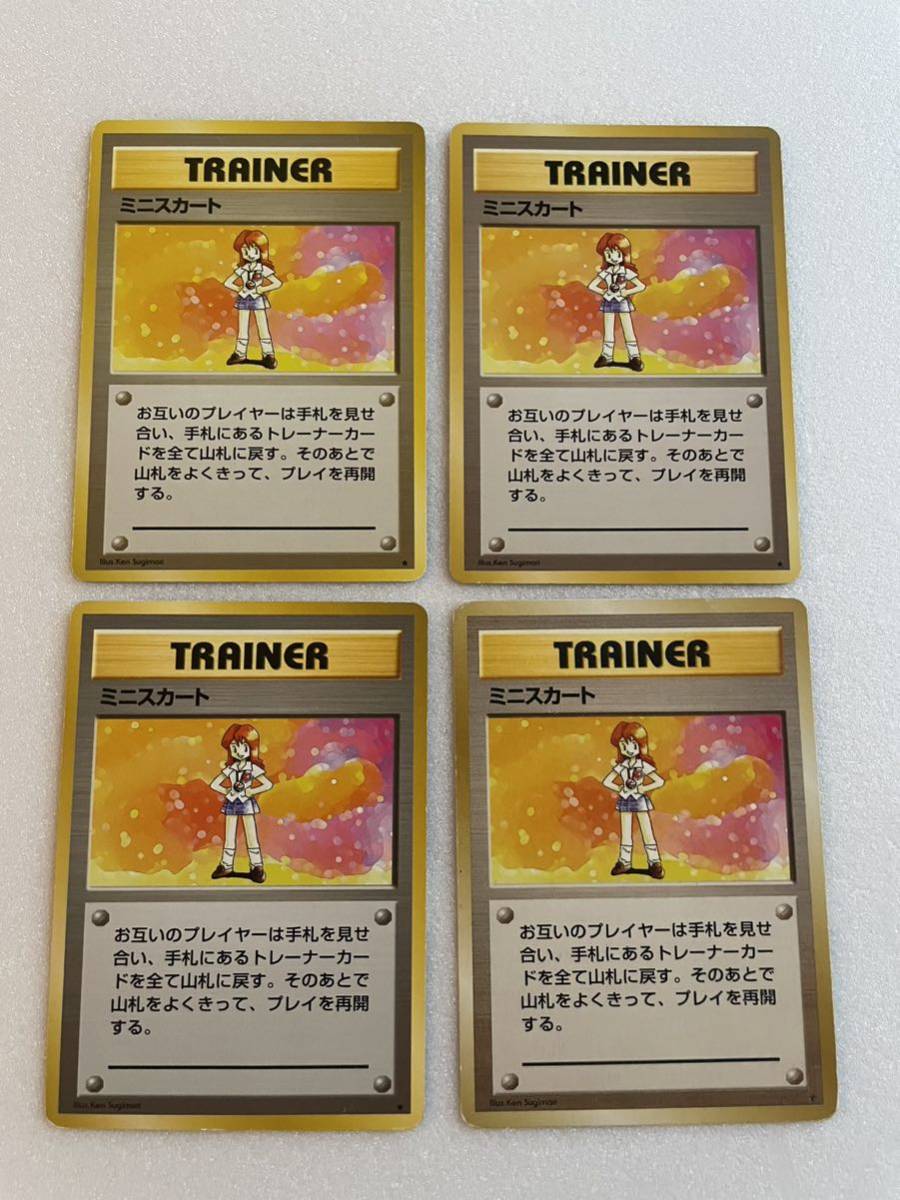 TRAINER
ミニスカート
お互いのプレイヤーは手札を見せ
合い、手札にあるトレーナーカー
ドを全て山札に戻す。そのあとで
山札をよくきって、プレイを再開
する。
Illus.Ken Sugimori
TRAINER
ミニスカート
お互いのプレイヤーは手札を見せ
合い、手札にあるトレーナーカー
ドを全て山札に戻す。そのあとで
山札をよくきって、プレイを再開
する。
Illus.Ken Sugimori
TRAINER
ミニスカート
お互いのプレイヤーは手札を見せ
合い、手札にあるトレーナーカー
ドを全て山札に戻す。そのあとで
山札をよくきって、プレイを再開
する。
Illus.Ken Sugimori
TRAINER
ミニスカート
お互いのプレイヤーは手札を見せ
合い、手札にあるトレーナーカー
ドを全て山札に戻す。そのあとで
山札をよくきって、プレイを再開
する。
Illus.Ken Sugimori